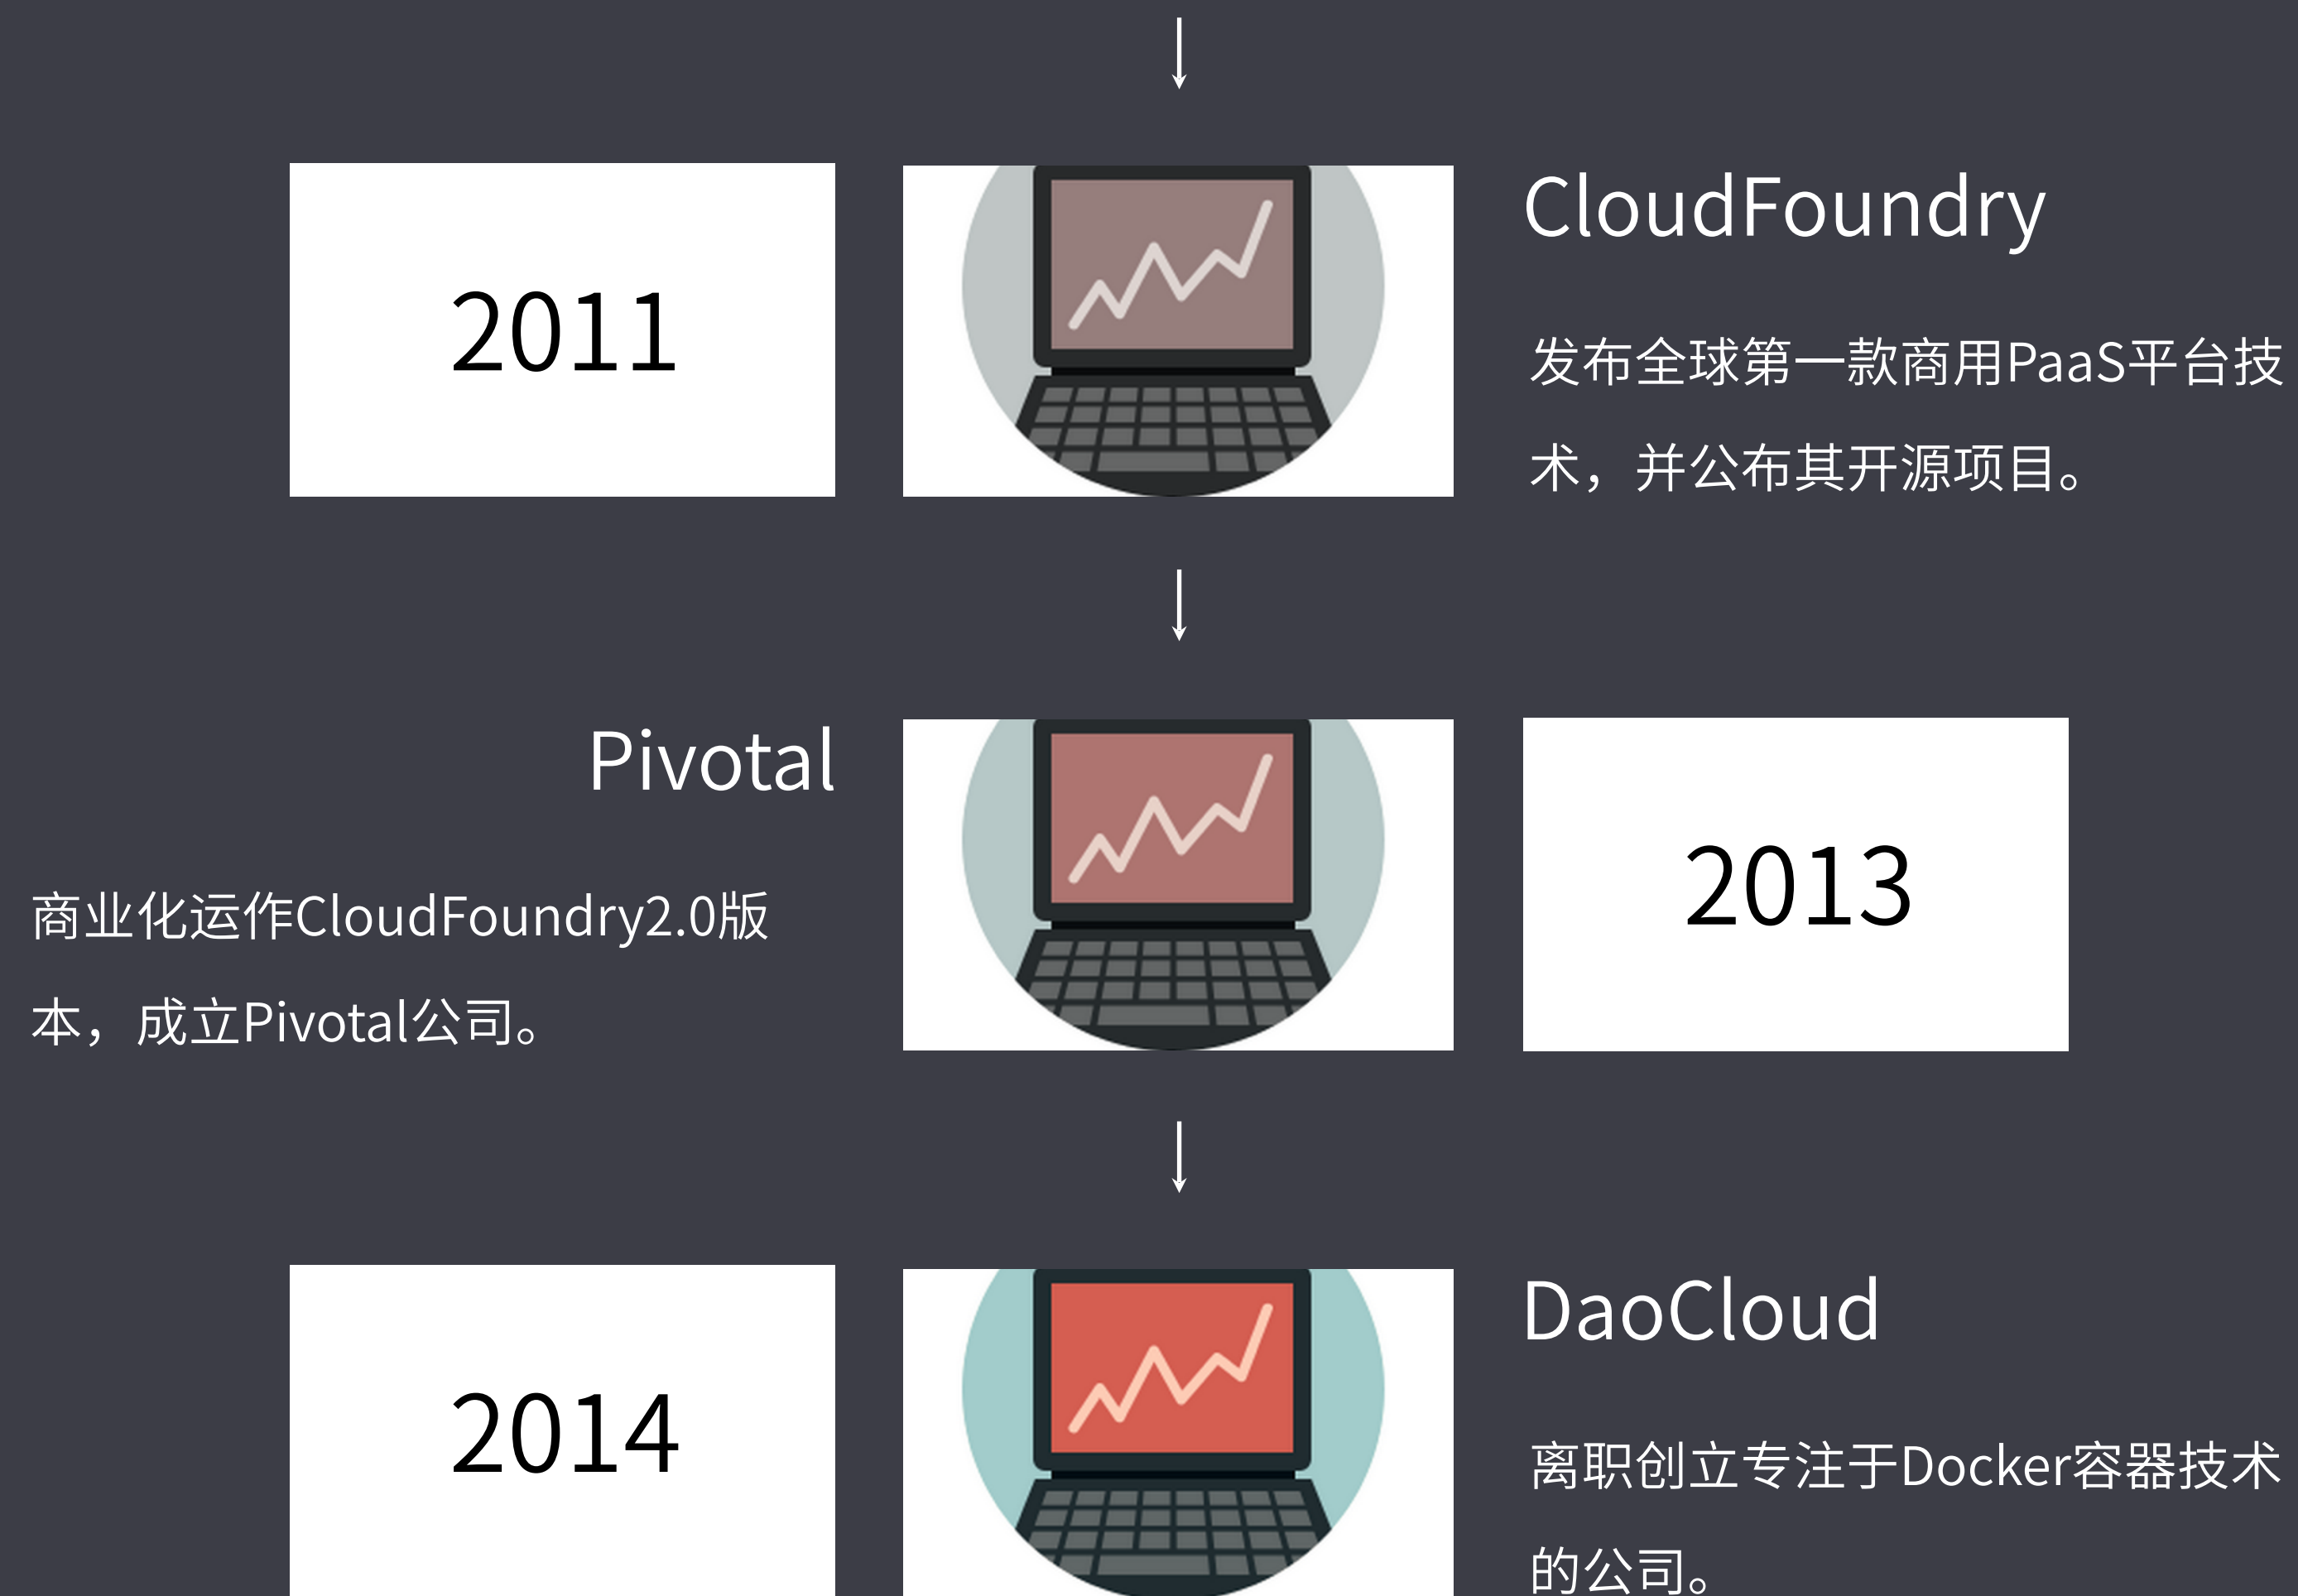 2011
CloudFoundry
发布全球第一款商用PaaS平台技
术，并公布其开源项目。
Pivotal
商业化运作CloudFoundry2.0版
本，成立Pivotal公司。
2013
2014
DaoCloud
离职创立专注于Docker容器技术
的公司。